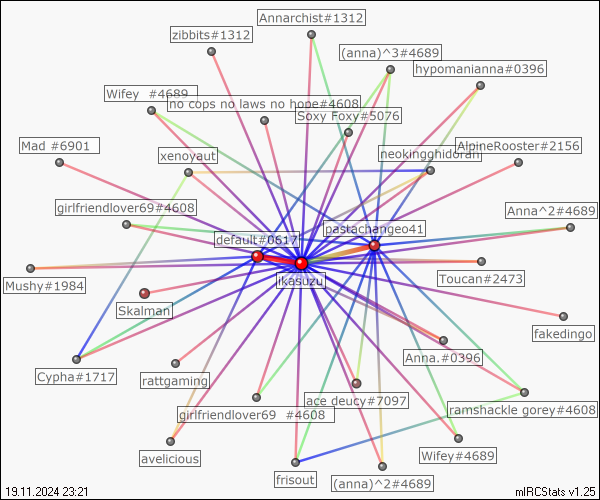 Annarchist#1312
zibbits#1312
(anna)^3#4689
hypomanianna#0396
Wifey  #4689
no cops no laws no hope#4608
Soxy Foxy#5076
Mad #6901
xenoyaut
neokingghidorah
AlpineRooster#2156
girlfriendlover69#4608
Anna^2#4689
default#0617
pastachangeo41
ikasuzu
Mushy#1984
Toucan#2473
Skalman
fakedingo
Anna.#0396
Cypha#1717
rattgaming
ace deucy#7097
girlfriendlover69  #4608
ramshackle gorey#4608
avelicious
Wifey#4689
frisout
(anna)^2#4689
19.11.2024 23:21
mIRCStats v1.25